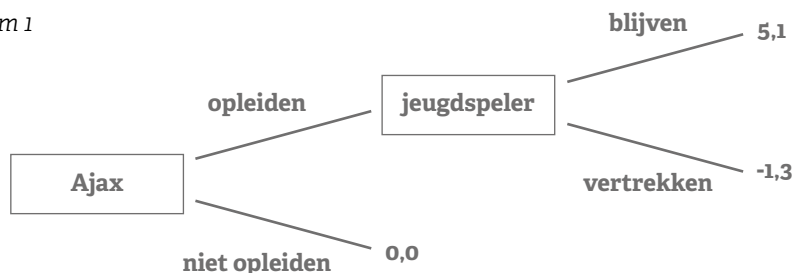 m 1
blijven
5,1
opleiden
jeugdspeler
Ajax
vertrekken
-1,3
niet opleiden
0,0